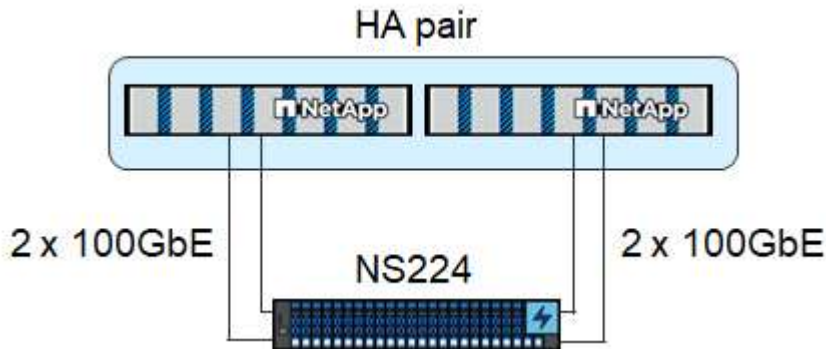 HA pair
NetApp NetApp
2 x 100GbE 2 x 100GbE
NS224